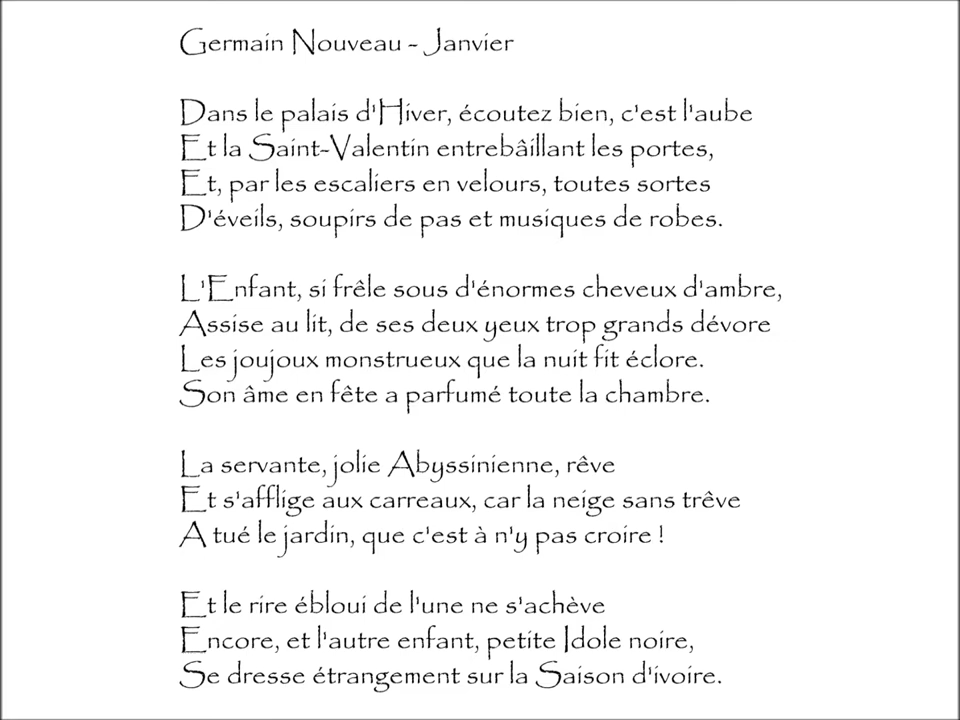 Germain Nouveau - Janvier
Dans le palais d'Hiver, écoutez bien, c'est l'aube
Et la Saint-Valentin entrebâillant les portes,
Et, par les escaliers en velours, toutes sortes
D'éveils, soupirs de pas et musiques de robes.
L'Enfant, si frêle sous d'énormes cheveux d'ambre,
Assise au lit, de ses deux yeux trop grands dévore
Les joujoux monstrueux que la nuit fit éclore.
Son âme en fête a parfumé toute la chambre.
La servante, jolie Abyssinienne, rêve
Et s'afflige aux carreaux, car la neige sans trêve
A tué le jardin, que c'est à n'y pas croire !
Et le rire ébloui de l'une ne s'achève
Encore, et l'autre enfant, petite Idole noire,
Se dresse étrangement sur la Saison d'ivoire.